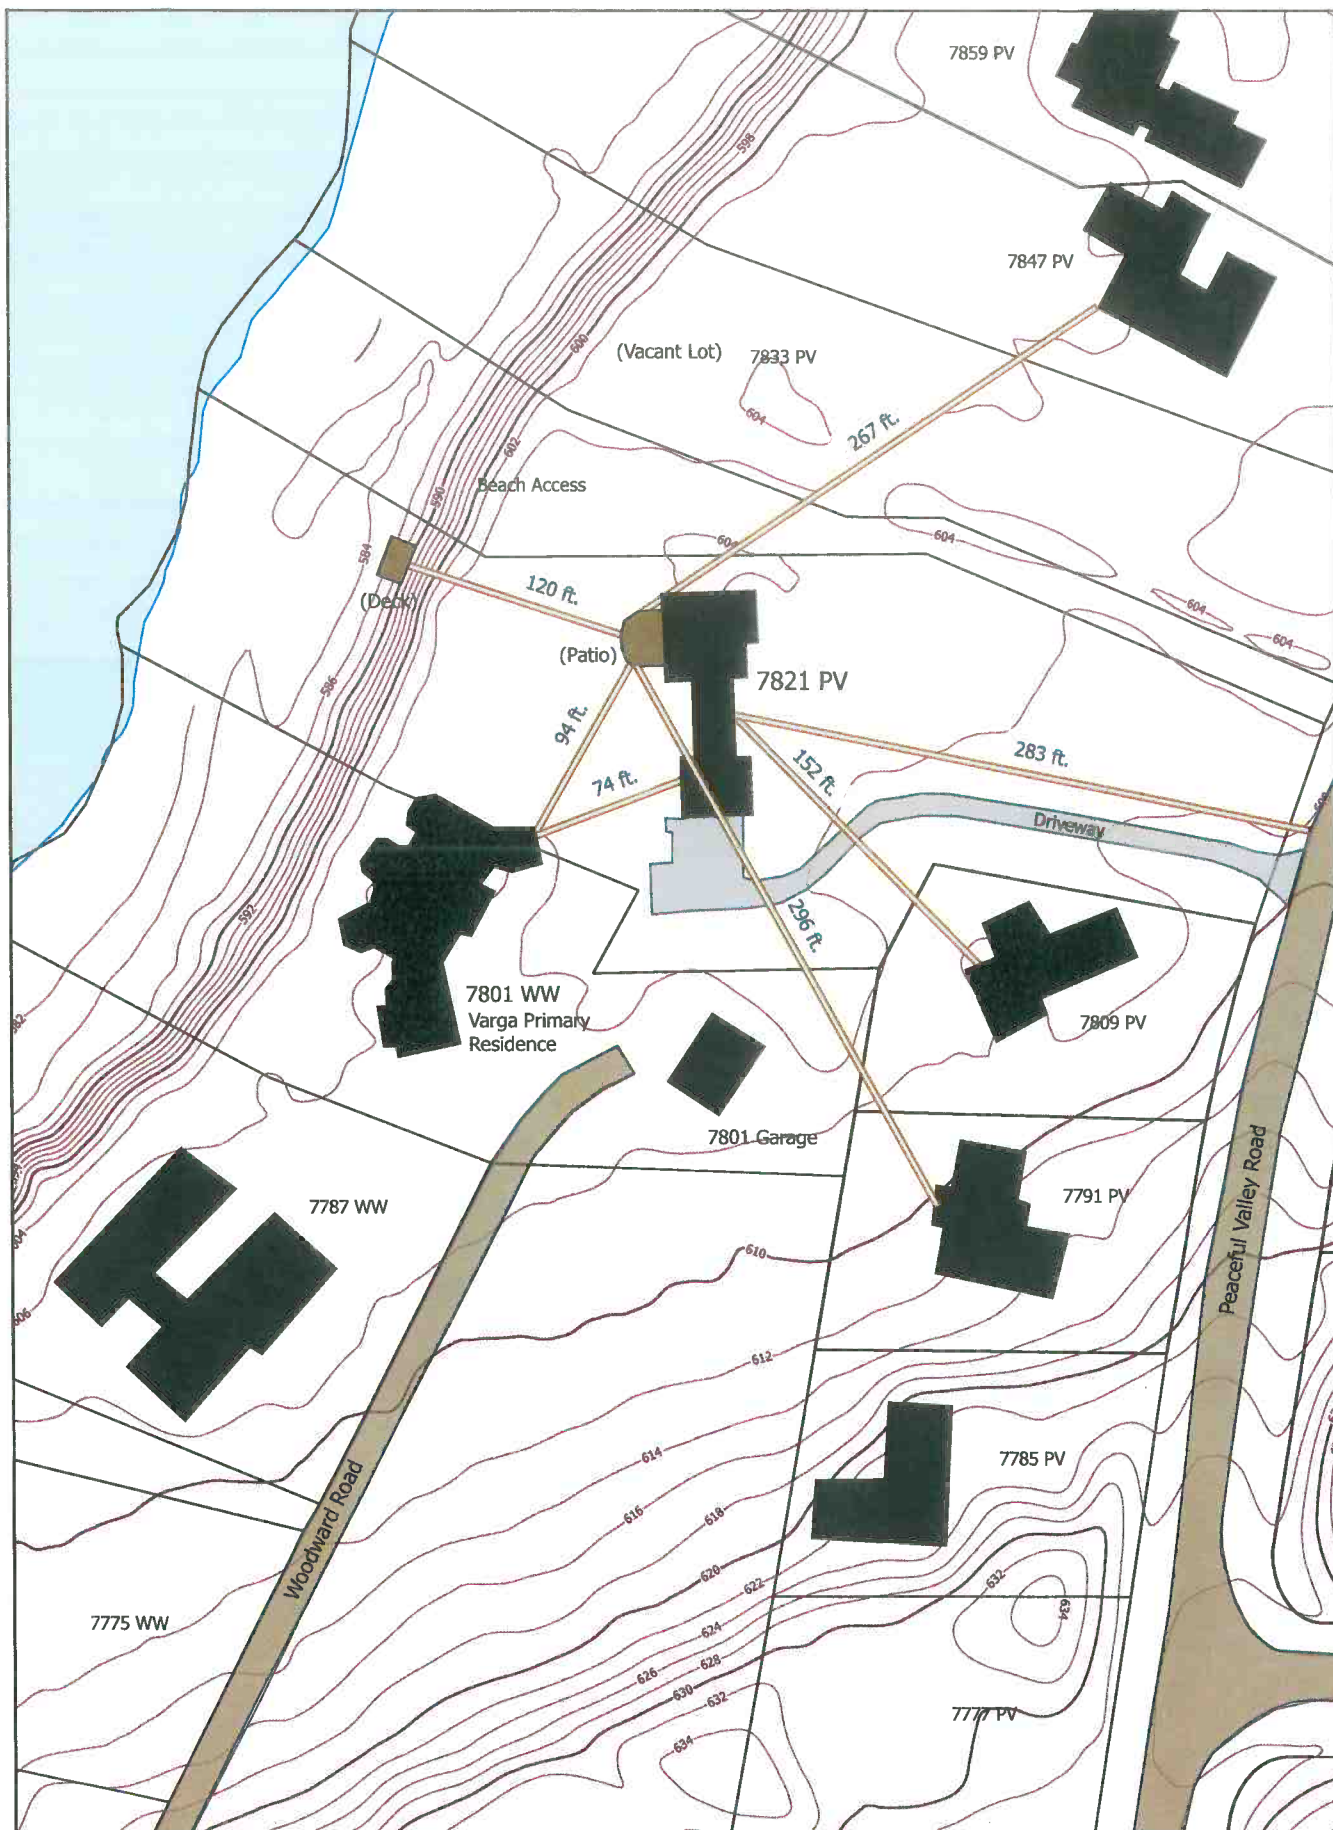 7859 PV
598
7847 PV
600
(Vacant Lot)
7833 PV
604
267 ft.
602
Beach Access
590
604
604
584
120 ft.
(Deck)
604
604
(Patio)
7821 PV
586
94 ft.
283 ft.
152 ft.
74 ft.
Driveway
592
296 ft.
7801 WW
Varga Primary
Residence
582
7809 PV
7801 Garage
Peaceful Valley Road
7791 PV
7787 WW
604
610
606
612
614
7785 PV
616
618
Woodward Road
620
622
632
634
7775 WW
624
626
628
630
632
7777 PV
634